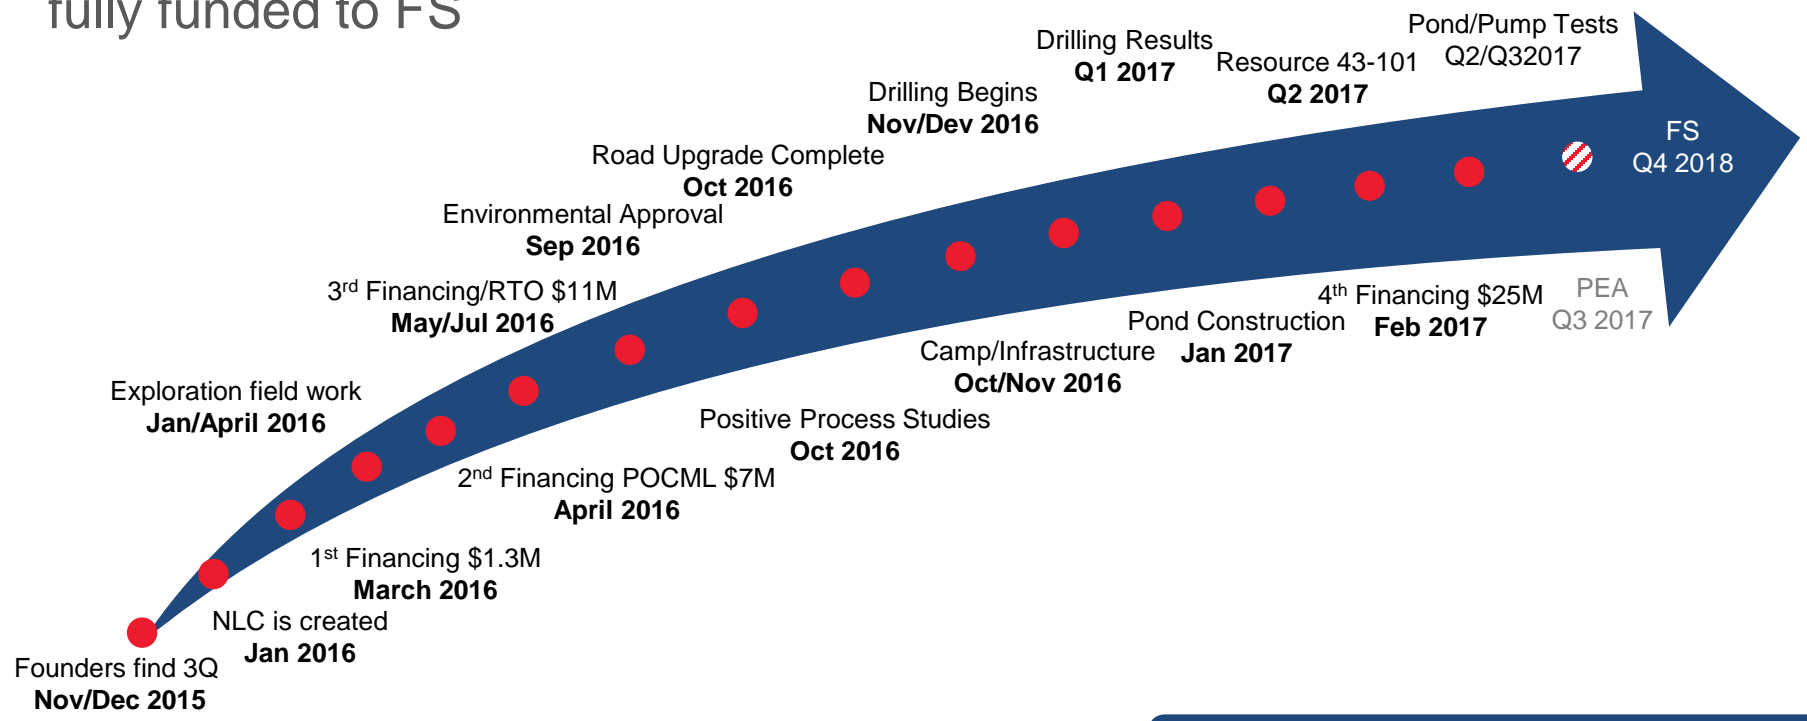 fully funded to FS
Pond/Pump Tests
Q2/Q32017
Drilling Results
Q1 2017
Resource 43-101
Q2 2017
Drilling Begins
Nov/Dev 2016
FS
Q4 2018
Road Upgrade Complete
Oct 2016
Environmental Approval
Sep 2016
3rd Financing/RTO $11M
May/Jul 2016
4th Financing $25M
Feb 2017
PEA
Q3 2017
Pond Construction
Jan 2017
Camp/Infrastructure
Oct/Nov 2016
Exploration field work
Jan/April 2016
Positive Process Studies
Oct 2016
2nd Financing POCML $7M
April 2016
1st Financing $1.3M
March 2016
NLC is created
Jan 2016
Founders find 3Q
Nov/Dec 2015